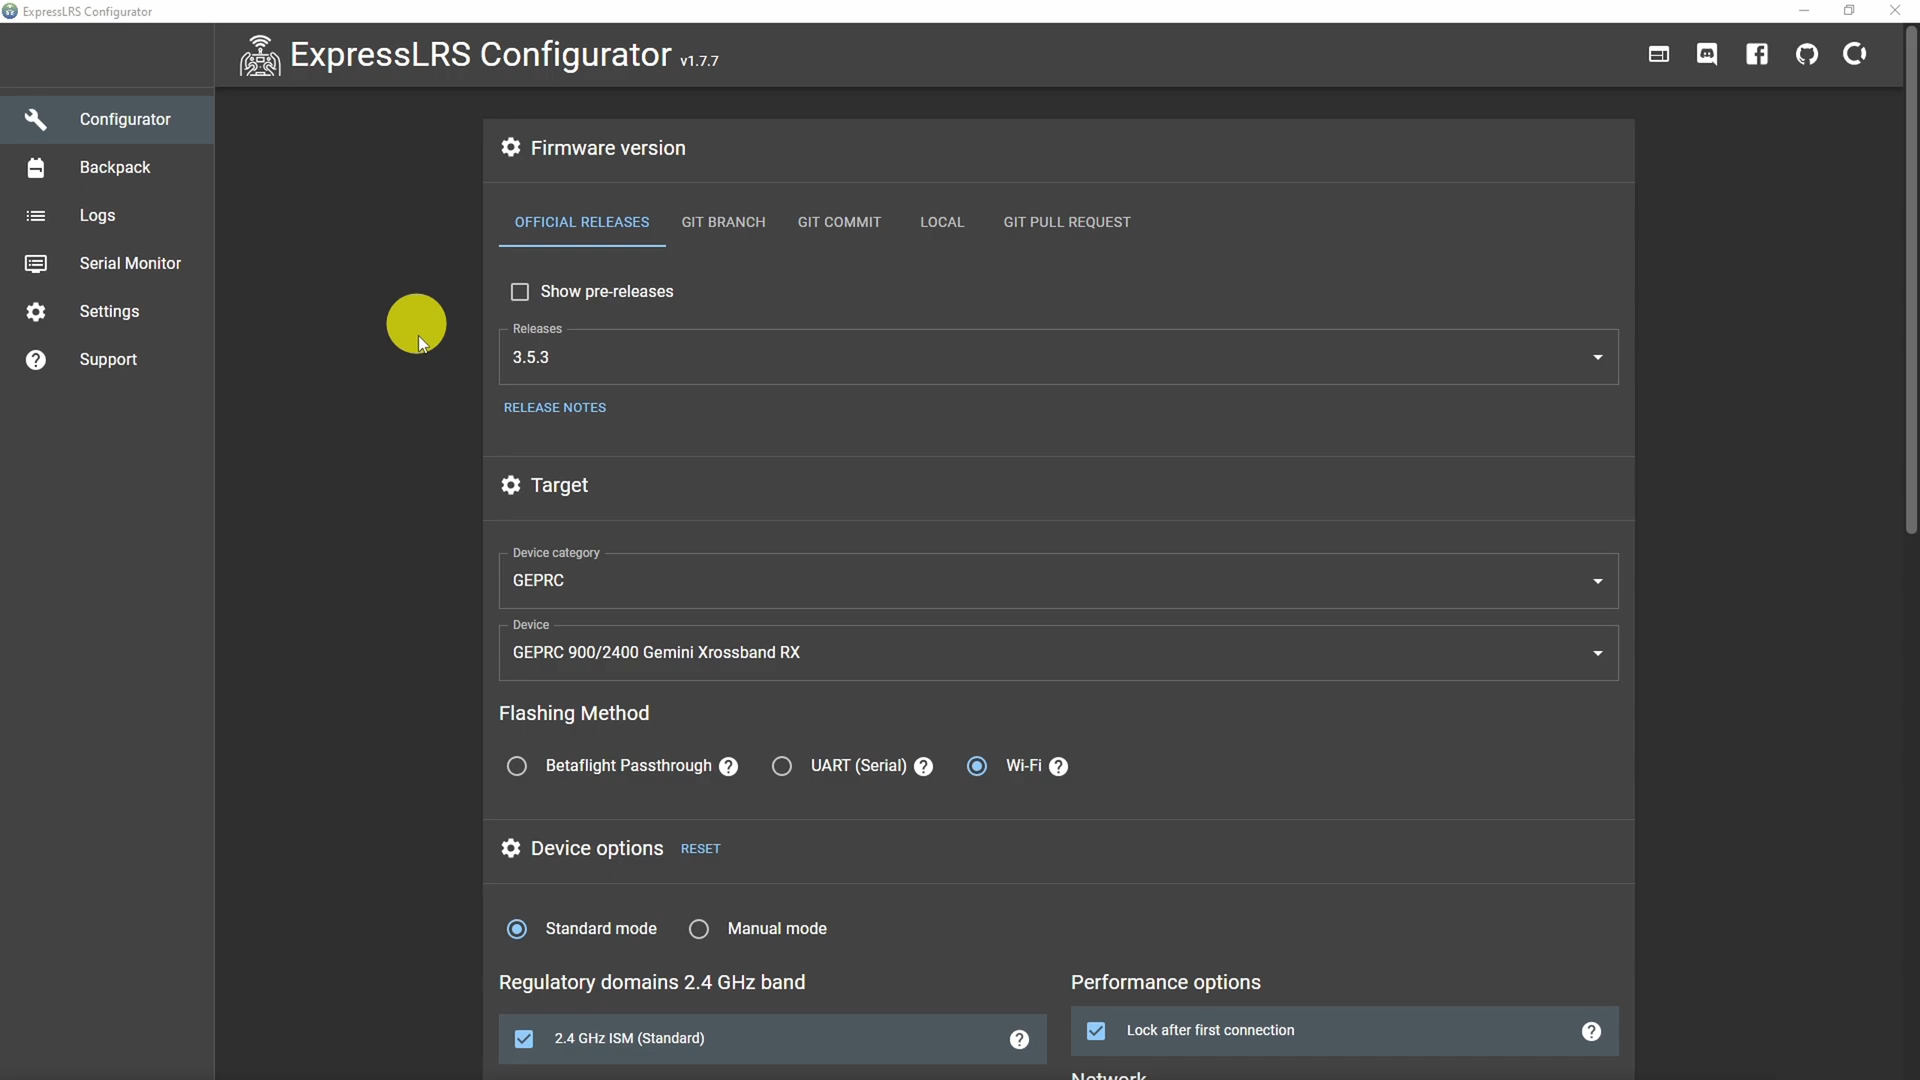 ExpressLRS Configurator
ExpressLRS Configurator v1.7.7
Configurator
Backpack
Logs
Serial Monitor
Settings
Support
Firmware version
OFFICIAL RELEASES GIT BRANCH GIT COMMIT LOCAL GIT PULL REQUEST
Show pre-releases
Releases
3.5.3
RELEASE NOTES
Target
Device category
GEPRC
Device
GEPRC 900/2400 Gemini Xrossband RX
Flashing Method
Betaflight Passthrough ? UART (Serial) ? Wi-Fi ?
Device options RESET
Standard mode Manual mode
Regulatory domains 2.4 GHz band
2.4 GHz ISM (Standard) ?
Performance options
Lock after first connection ?
Network